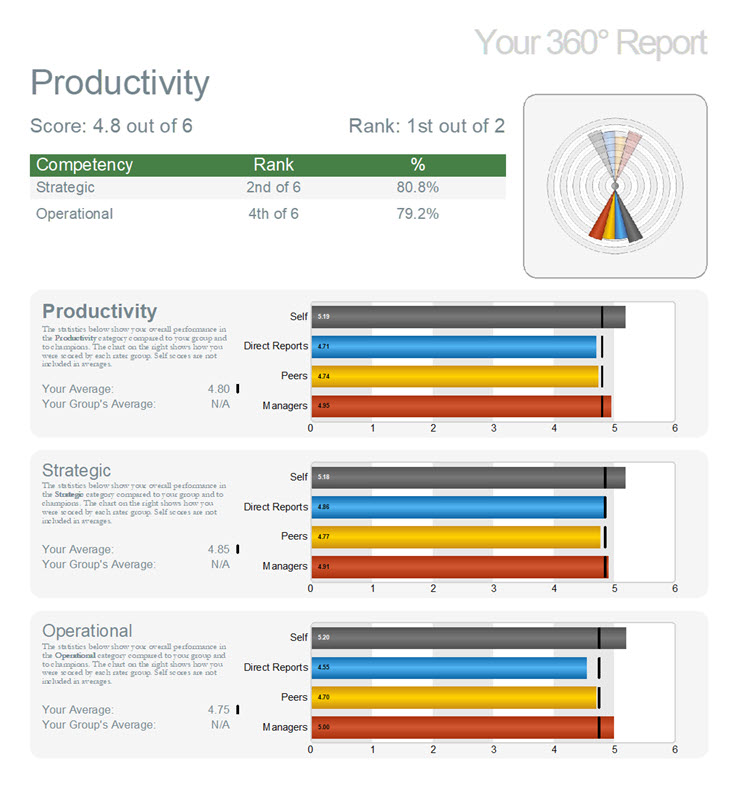 Your 360° Report
Productivity
Score: 4.8 out of 6
Rank: 1st out of 2
Competency Rank %
Strategic 2nd of 6 80.8%
Operational 4th of 6 79.2%
Productivity
The statistics below show your overall performance in
the Productivity category compared to your group and
to champions. The chart on the right shows how you
were scored by each rater group. Self scores are not
included in averages.
Your Average: 4.80
Your Group's Average: N/A
Self 5.19
Direct Reports 4.71
Peers 4.74
Managers 4.95
0 1 2 3 4 5 6
Strategic
The statistics below show your overall performance in
the Strategic category compared to your group and to
champions. The chart on the right shows how you
were scored by each rater group. Self scores are not
included in averages.
Your Average: 4.85
Your Group's Average: N/A
Self 5.18
Direct Reports 4.86
Peers 4.77
Managers 4.91
0 1 2 3 4 5 6
Operational
The statistics below show your overall performance in
the Operational category compared to your group and
to champions. The chart on the right shows how you
were scored by each rater group. Self scores are not
included in averages.
Your Average: 4.75
Your Group's Average: N/A
Self 5.20
Direct Reports 4.55
Peers 4.70
Managers 5.00
0 1 2 3 4 5 6